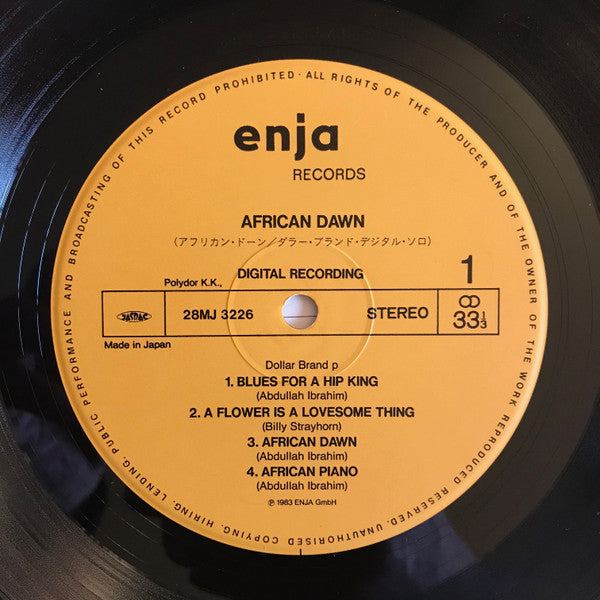 LENDING, PUBLIC PERFORMANCE AND BROADCASTING OF THIS RECORD PROHIBITED · ALL RIGHTS OF THE PRODUCER AND OF THE OWNER OF THE WORK REPRODUCED RESERVED. UNAUTHORISED COPYING, HIRING,
enja
RECORDS
AFRICAN DAWN
(アフリカン・ドーン/ダラー・ブランド・デジタル・ソロ)
DIGITAL RECORDING
1
Polydor K.K.,
JASRAC
28MJ 3226
STEREO
33 1/3
Made in Japan
Dollar Brand p
1. BLUES FOR A HIP KING
(Abdullah Ibrahim)
2. A FLOWER IS A LOVESOME THING
(Billy Strayhorn)
3. AFRICAN DAWN
(Abdullah Ibrahim)
4. AFRICAN PIANO
(Abdullah Ibrahim)
℗ 1983 ENJA GmbH